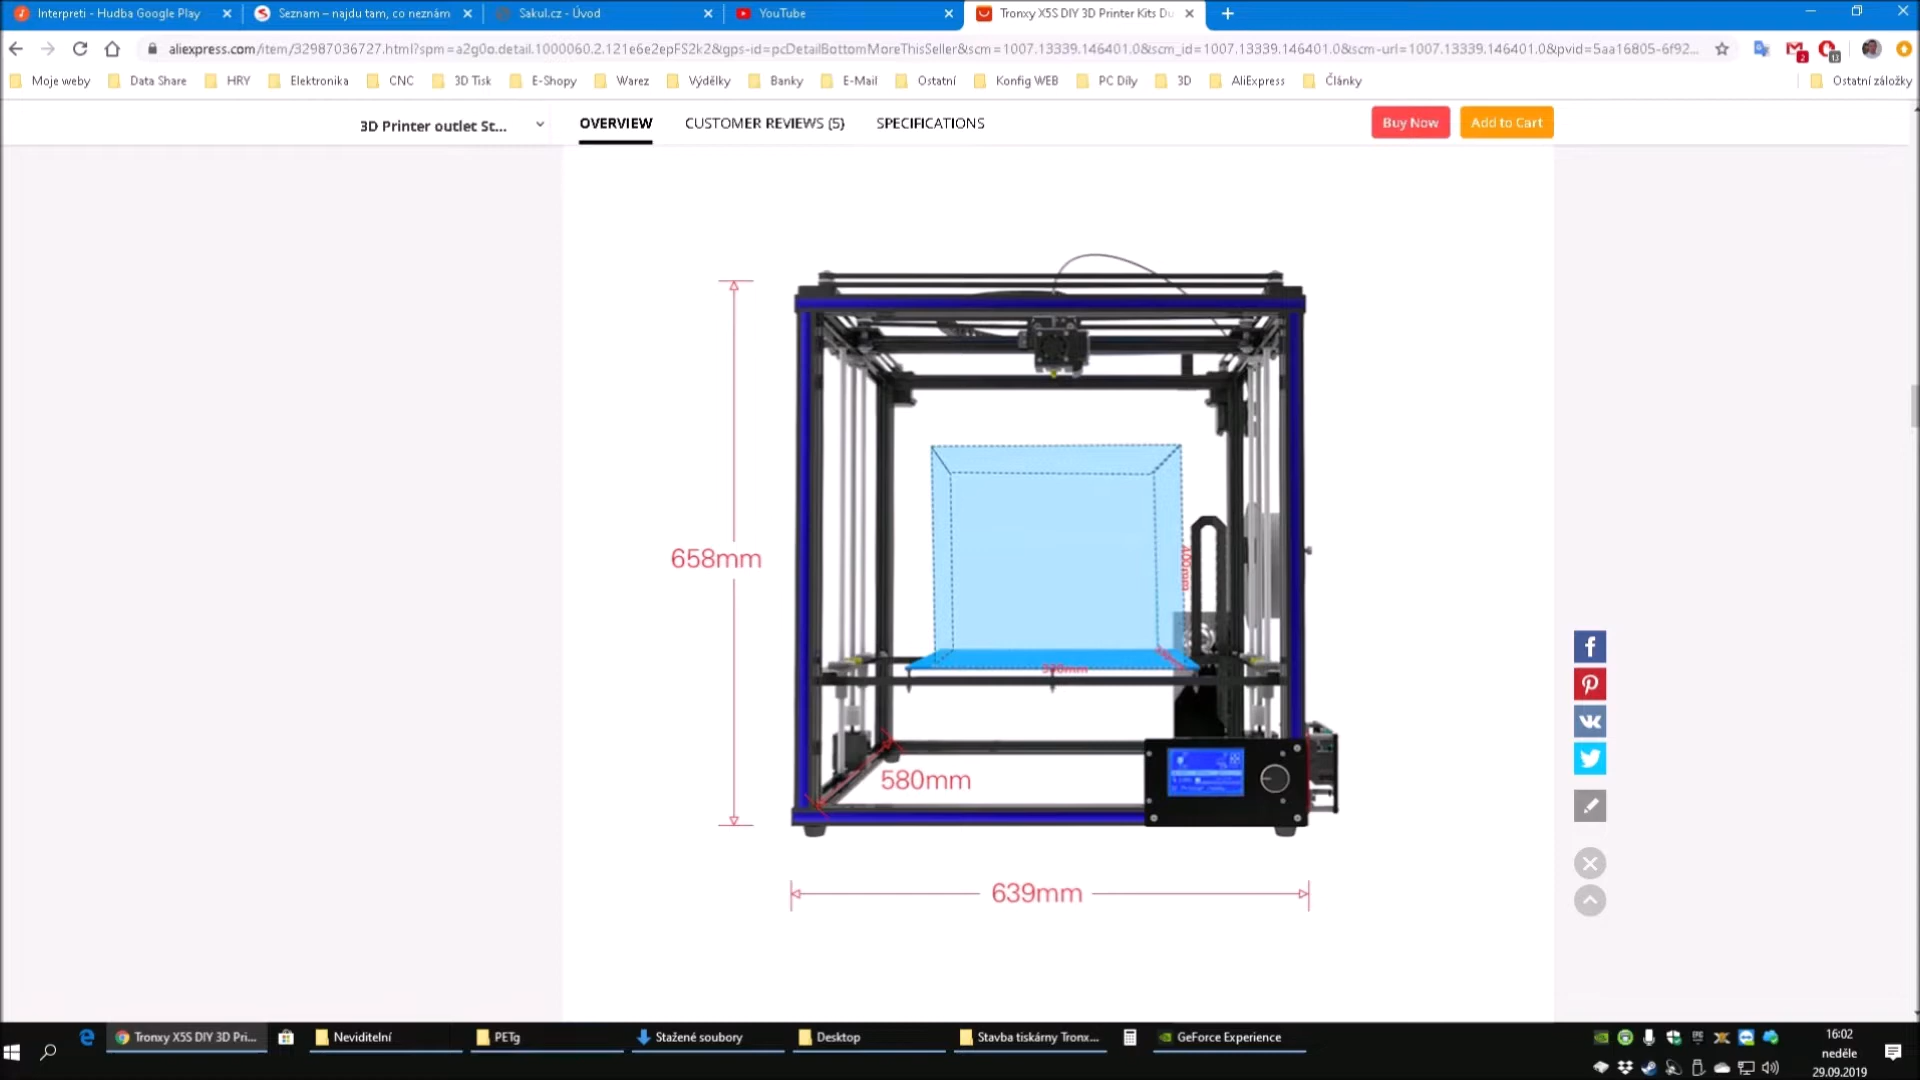 Interpreti - Hudba Google Play
Seznam – najdu tam, co neznám
Sakul.cz - Úvod
YouTube
Tronxy X5S DIY 3D Printer Kits Du
aliexpress.com/item/32987036727.html?spm=a2g0o.detail.1000060.2.121e6e2epFS2k2&gps-id=pcDetailBottomMoreThisSeller&scm=1007.13339.146401.0&scm_id=1007.13339.146401.0&scm-url=1007.13339.146401.0&pvid=5aa16805-6f92...
Moje weby
Data Share
HRY
Elektronika
CNC
3D Tisk
E-Shopy
Warez
Výdělky
Banky
E-Mail
Ostatní
Konfig WEB
PC Díly
3D
AliExpress
Články
Ostatní záložky
3D Printer outlet St...
OVERVIEW
CUSTOMER REVIEWS (5)
SPECIFICATIONS
Buy Now
Add to Cart
658mm
400mm
580mm
639mm
Tronxy X5S DIY 3D Pri...
Neviditelní
PETg
Stažené soubory
Desktop
Stavba tiskárny Tronx...
GeForce Experience
16:02
neděle
29.09.2019